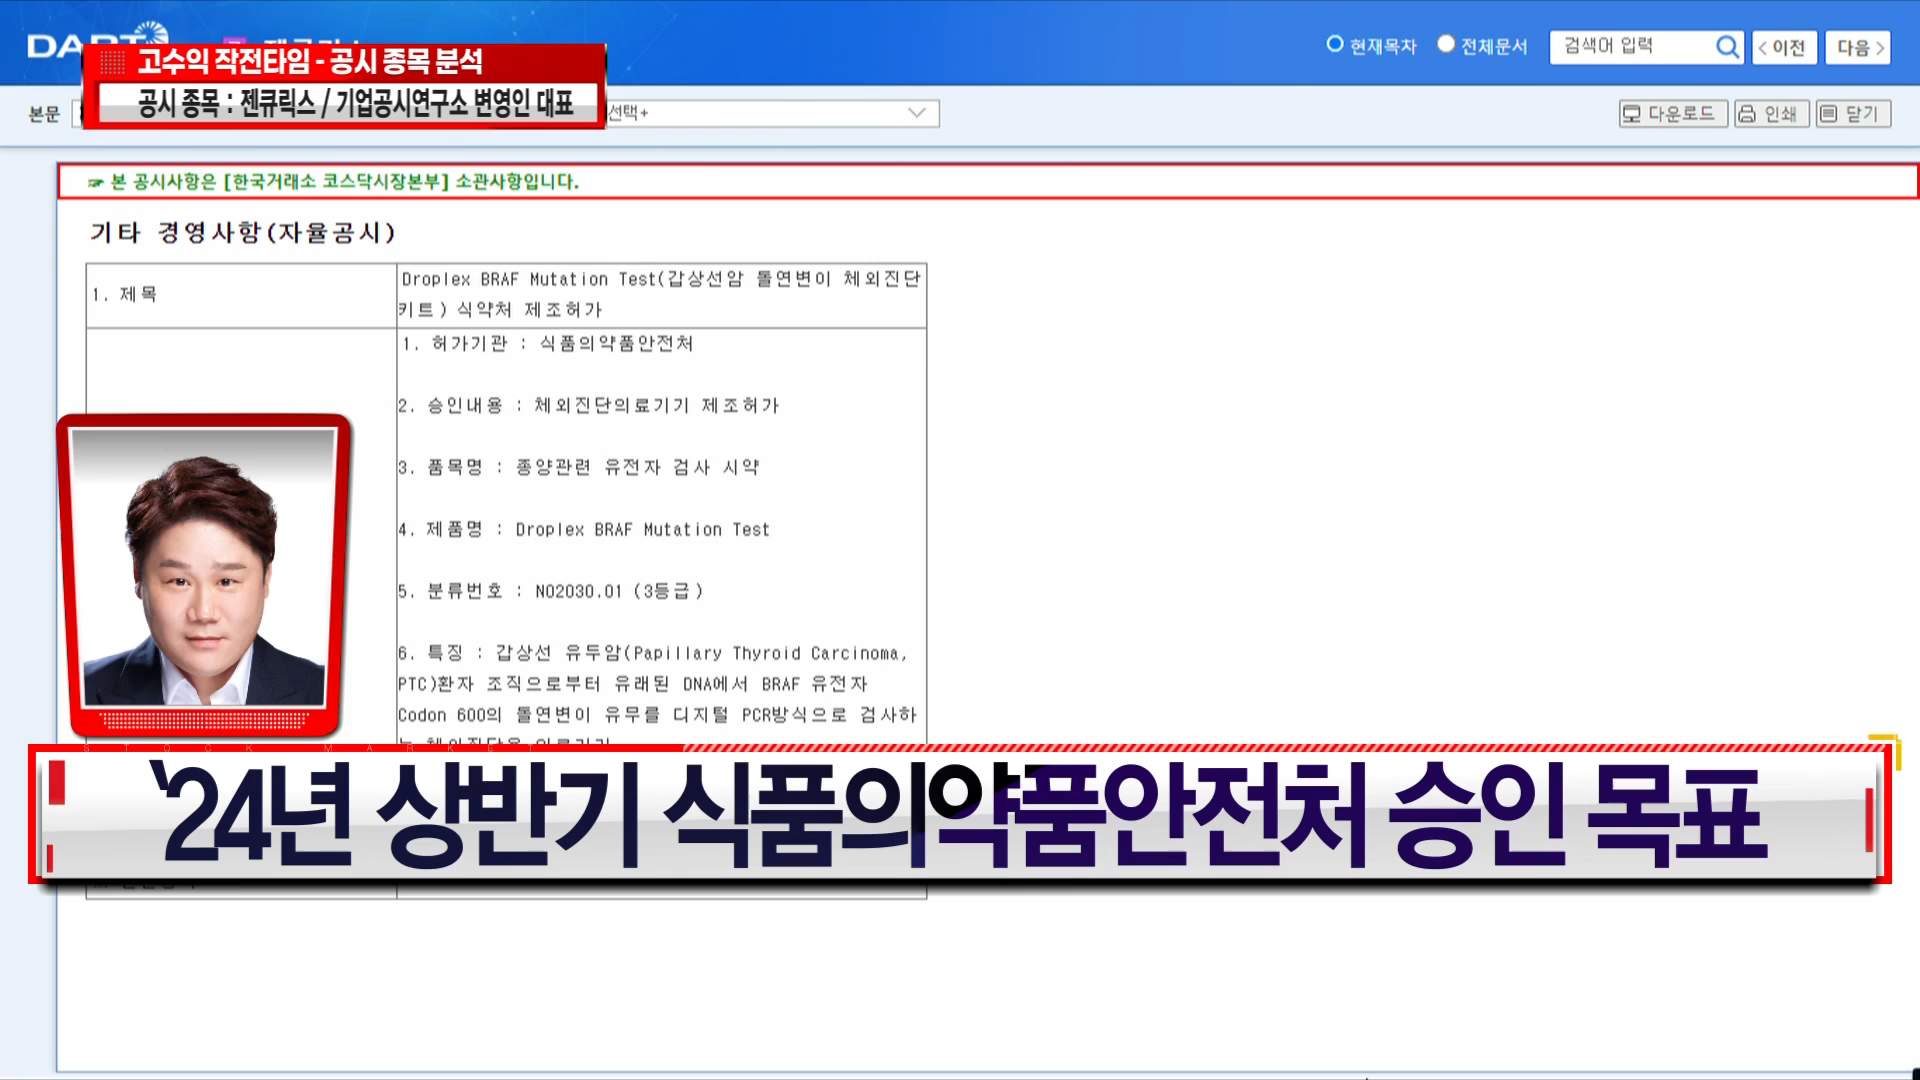 고수익 작전타임 - 공시 종목 분석
공시 종목 : 젠큐릭스 / 기업공시연구소 변영인 대표
현재목차 전체문서 검색어 입력 이전 다음
본문 선택+ 다운로드 인쇄 닫기
☞ 본 공시사항은 [한국거래소 코스닥시장본부] 소관사항입니다.
기타 경영사항(자율공시)
1. 제목
Droplex BRAF Mutation Test(갑상선암 돌연변이 체외진단
키트) 식약처 제조허가
1. 허가기관 : 식품의약품안전처
2. 승인내용 : 체외진단의료기기 제조허가
3. 품목명 : 종양관련 유전자 검사 시약
4. 제품명 : Droplex BRAF Mutation Test
5. 분류번호 : N02030.01 (3등급)
6. 특징 : 갑상선 유두암(Papillary Thyroid Carcinoma,
PTC)환자 조직으로부터 유래된 DNA에서 BRAF 유전자
Codon 600의 돌연변이 유무를 디지털 PCR방식으로 검사하
STOCK MARKET
‵24년 상반기 식품의약품안전처 승인 목표